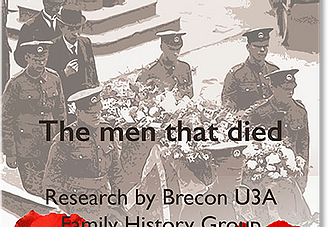 The men that died
Research by Brecon U3A
Family History Group